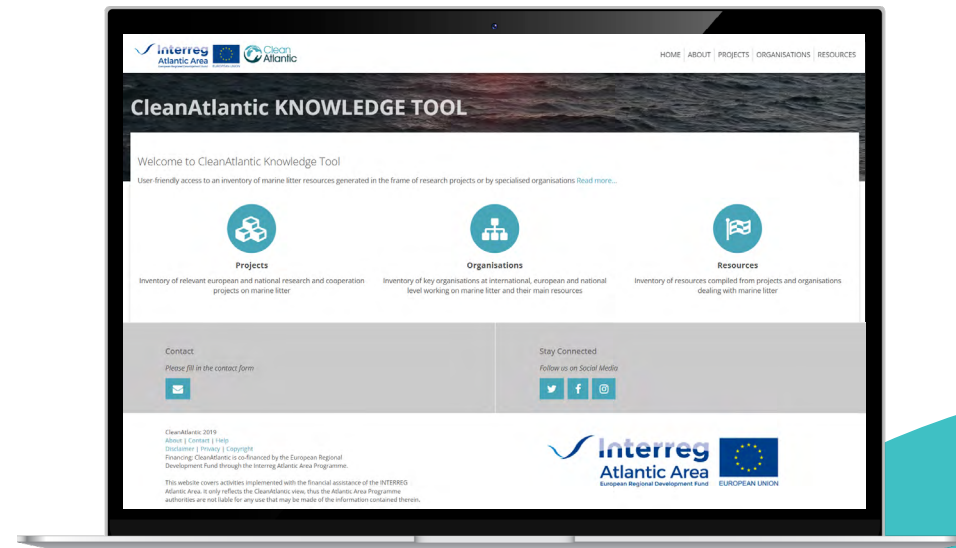 Interreg
Atlantic Area
European Regional Development Fund
EUROPEAN UNION
Clean
Atlantic
HOME | ABOUT | PROJECTS | ORGANISATIONS | RESOURCES
CleanAtlantic KNOWLEDGE TOOL
Welcome to CleanAtlantic Knowledge Tool
User-friendly access to an inventory of marine litter resources generated in the frame of research projects or by specialised organisations Read more...
Projects
Inventory of relevant european and national research and cooperation
projects on marine litter
Organisations
Inventory of key organisations at international, european and national
level working on marine litter and their main resources
Resources
Inventory of resources compiled from projects and organisations
dealing with marine litter
Contact
Please fill in the contact form
Stay Connected
Follow us on Social Media
CleanAtlantic 2019
About | Contact | Help
Disclaimer | Privacy | Copyright
Financing: CleanAtlantic is co-financed by the European Regional
Development Fund through the Interreg Atlantic Area Programme.
This website covers activities implemented with the financial assistance of the INTERREG
Atlantic Area. It only reflects the CleanAtlantic view, thus the Atlantic Area Programme
authorities are not liable for any use that may be made of the information contained therein.
Interreg
Atlantic Area
European Regional Development Fund
EUROPEAN UNION